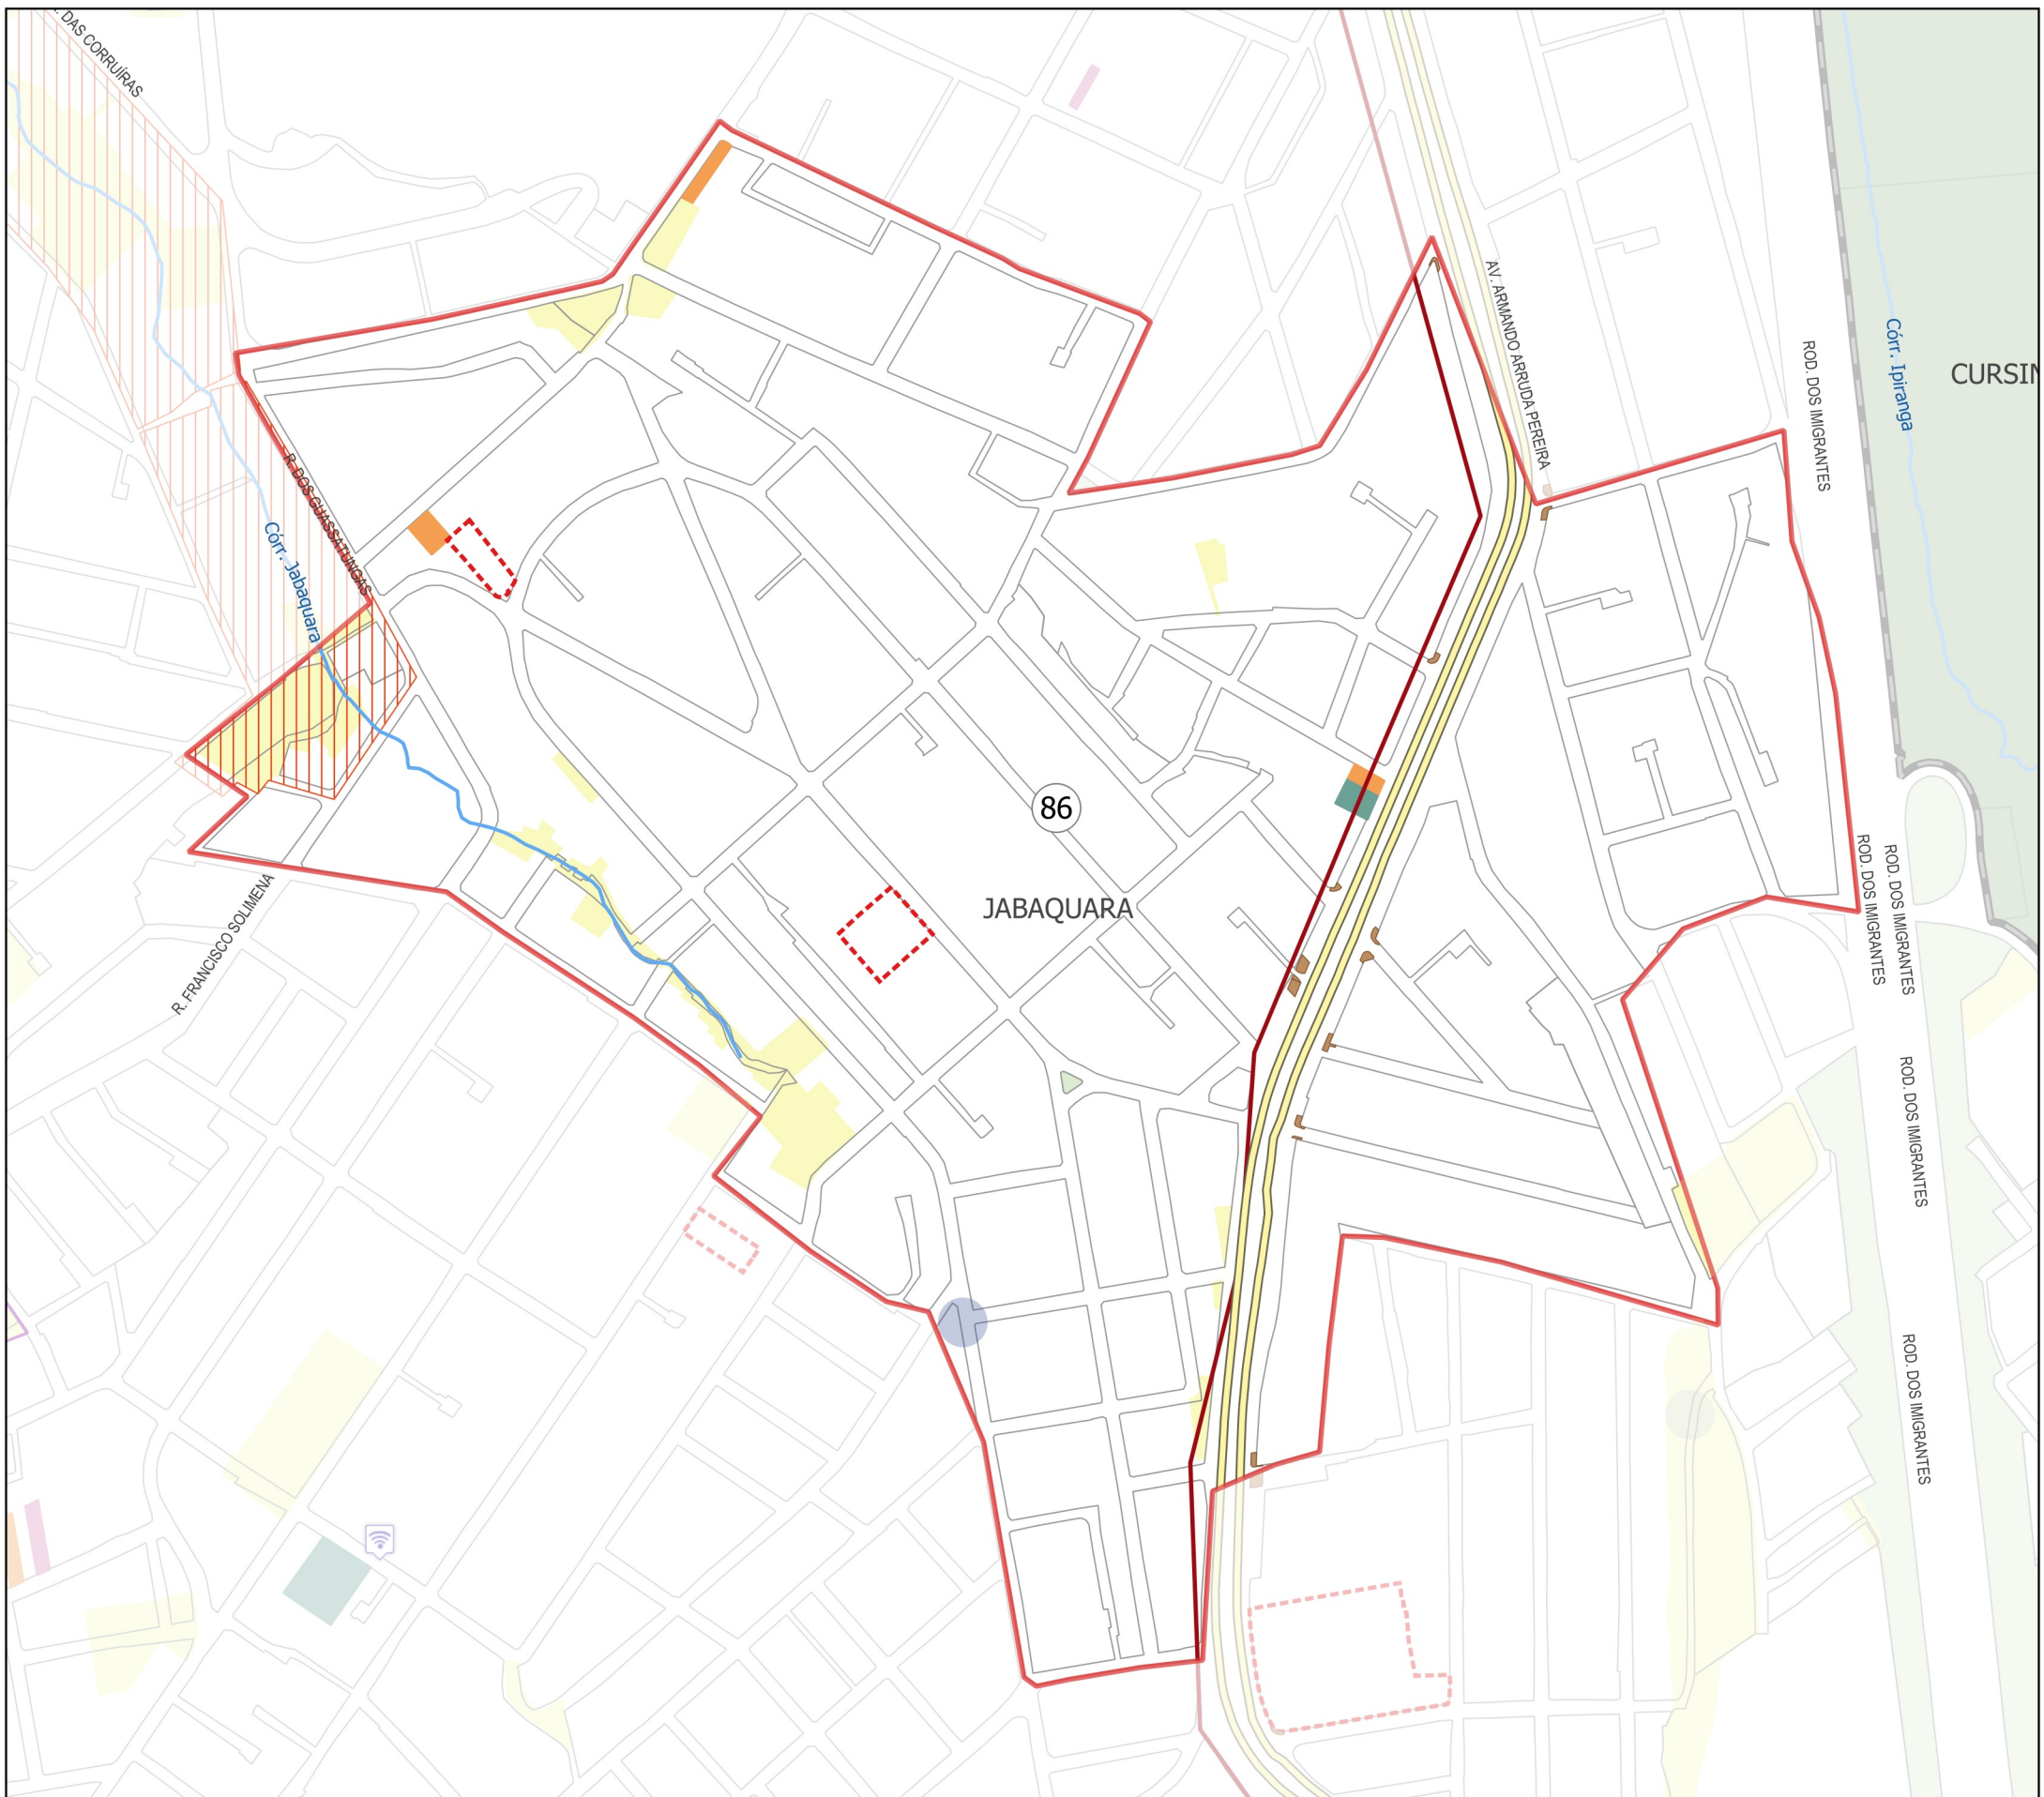 . DAS CORRUÍRAS
AV. ARMANDO ARRUDA PEREIRA
ROD. DOS IMIGRANTES
Córr. Ipiranga
CURSIN
R. DOS GUASSATUNGAS
Córr. Jabaquara
86
JABAQUARA
R. FRANCISCO SOLIMENA
ROD. DOS IMIGRANTES
ROD. DOS IMIGRANTES
ROD. DOS IMIGRANTES
ROD. DOS IMIGRANTES